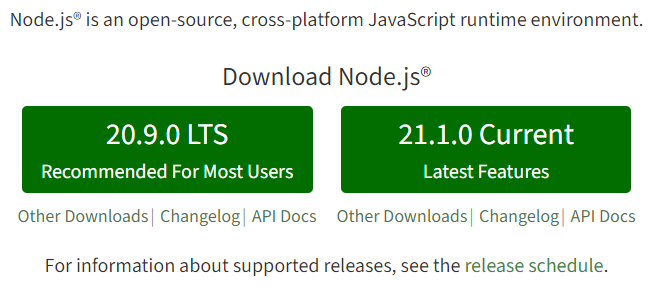 Node.js® is an open-source, cross-platform JavaScript runtime environment.
Download Node.js®
20.9.0 LTS
Recommended For Most Users
21.1.0 Current
Latest Features
Other Downloads | Changelog | API Docs
Other Downloads | Changelog | API Docs
For information about supported releases, see the release schedule.